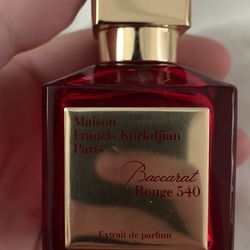 Maison
Francis Kurkdjian
Paris
Baccarat
Rouge 540
Extrait de parfum